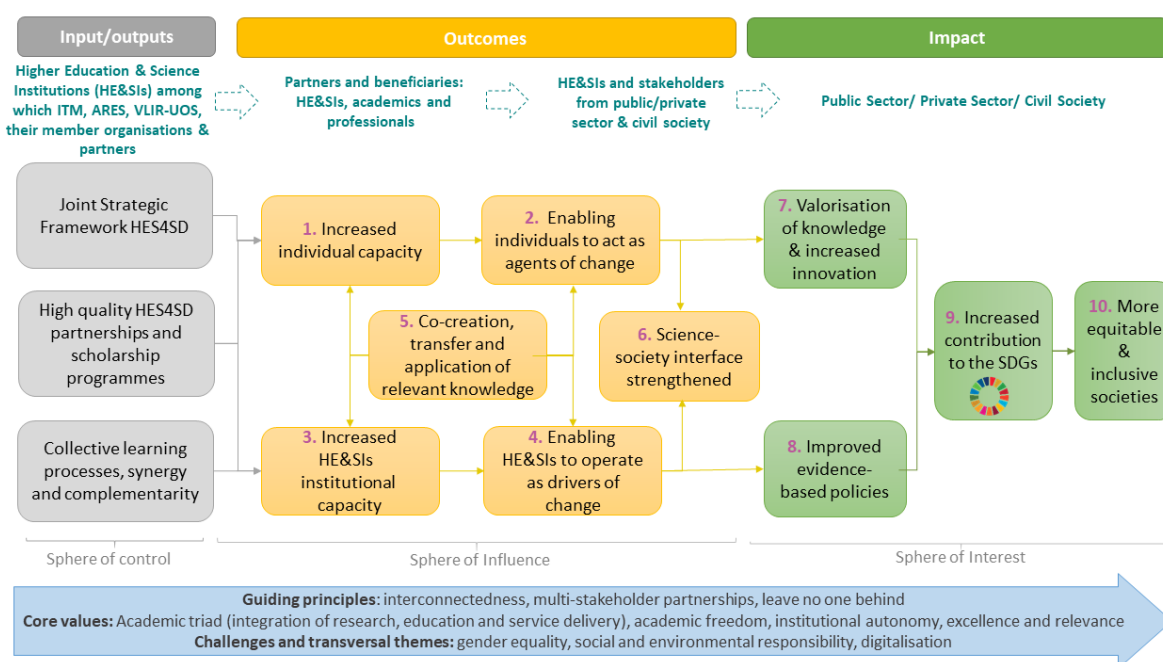 Input/outputs
Outcomes
Impact
Higher Education & Science
Institutions (HE&SIs) among
which ITM, ARES, VLIR-UOS,
their member organisations &
partners
Partners and beneficiaries:
HE&SIs, academics and
professionals
HE&SIs and stakeholders
from public/private
sector & civil society
Public Sector/ Private Sector/ Civil Society
Joint Strategic
Framework HES4SD
High quality HES4SD
partnerships and
scholarship
programmes
Collective learning
processes, synergy
and complementarity
1. Increased
individual capacity
2. Enabling
individuals to act as
agents of change
5. Co-creation,
transfer and
application of
relevant knowledge
6. Science-
society interface
strengthened
3. Increased
HE&SIs
institutional
capacity
4. Enabling
HE&SIs to operate
as drivers of
change
7. Valorisation
of knowledge
& increased
innovation
8. Improved
evidence-
based policies
9. Increased
contribution
to the SDGs
10. More
equitable
&
inclusive
societies
Sphere of control
Sphere of Influence
Sphere of Interest
Guiding principles: interconnectedness, multi-stakeholder partnerships, leave no one behind
Core values: Academic triad (integration of research, education and service delivery), academic freedom, institutional autonomy, excellence and relevance
Challenges and transversal themes: gender equality, social and environmental responsibility, digitalisation